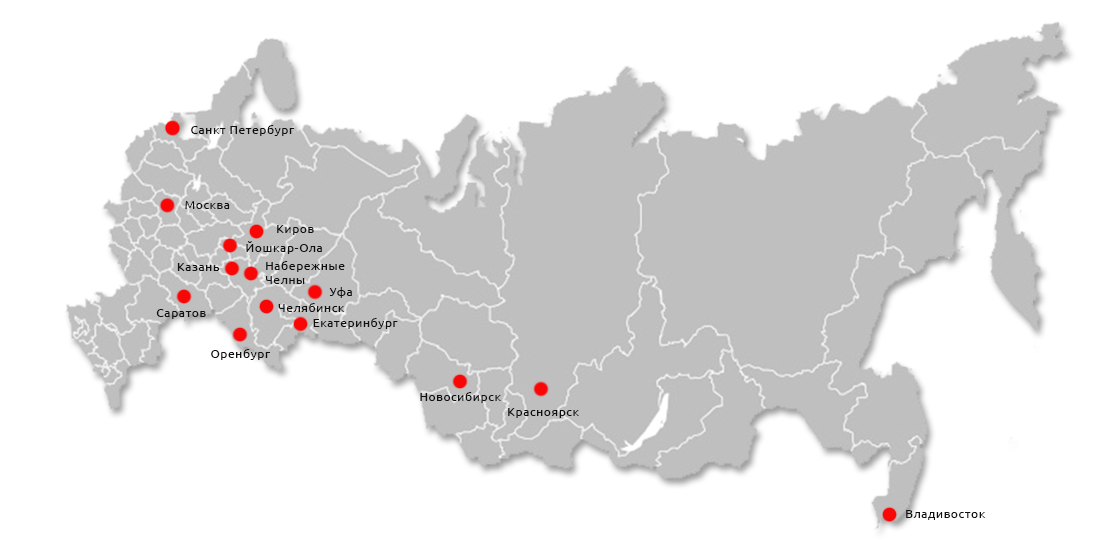 Санкт Петербург
Москва
Киров
Йошкар-Ола
Казань
Набережные
Челны
Уфа
Саратов
Челябинск
Екатеринбург
Оренбург
Новосибирск
Красноярск
Владивосток